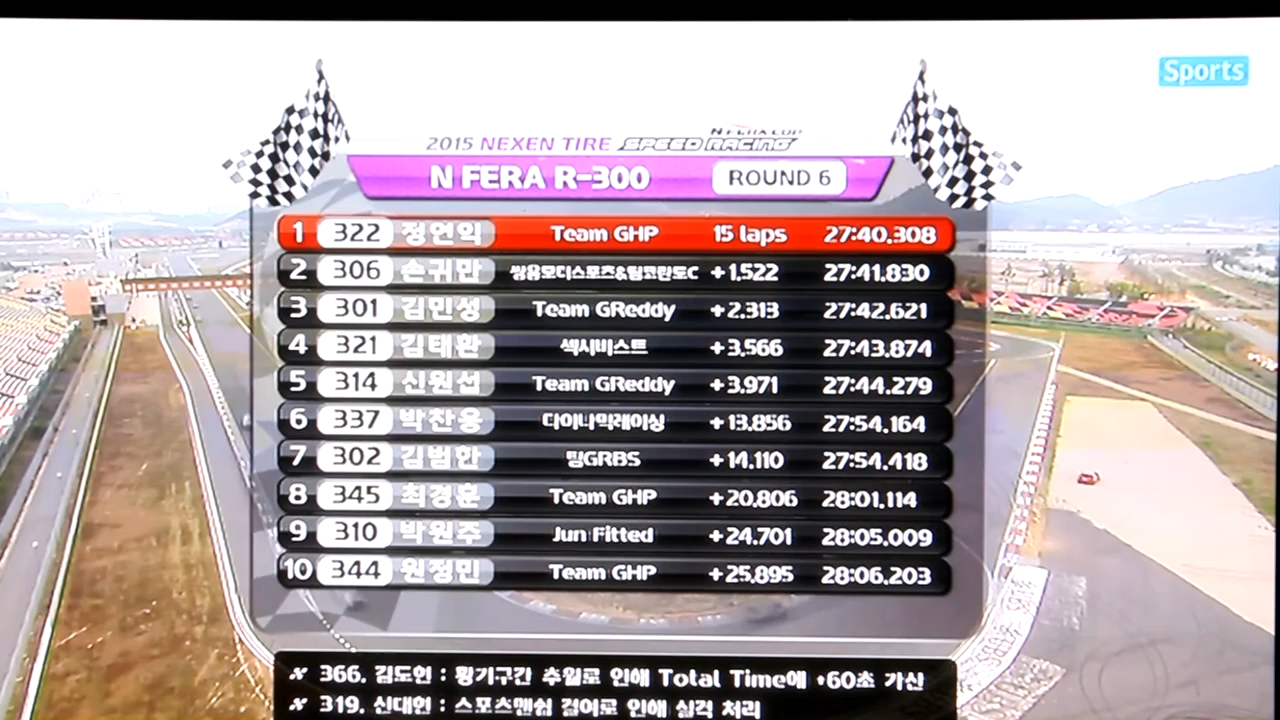 Sports
N FERA CUP
2015 NEXEN TIRE SPEED RACING
N FERA R-300 ROUND 6
1 322 정연익 Team GHP 15 laps 27:40.308
2 306 손귀만 쌍용모터스포츠&팀코란도C +1.522 27:41.830
3 301 김민성 Team GReddy +2.313 27:42.621
4 321 김태환 섹시비스트 +3.566 27:43.874
5 314 신원선 Team GReddy +3.971 27:44.279
6 337 박찬용 다이나믹레이싱 +13.856 27:54.164
7 302 김범한 팀GRBS +14.110 27:54.418
8 345 최경훈 Team GHP +20.806 28:01.114
9 310 박원주 Jun Fitted +24.701 28:05.009
10 344 원정민 Team GHP +25.895 28:06.203
366. 김도현 : 황기구간 추월로 인해 Total Time에 +60초 가산
319. 신대현 : 스포츠맨쉽 결여로 인해 실격 처리